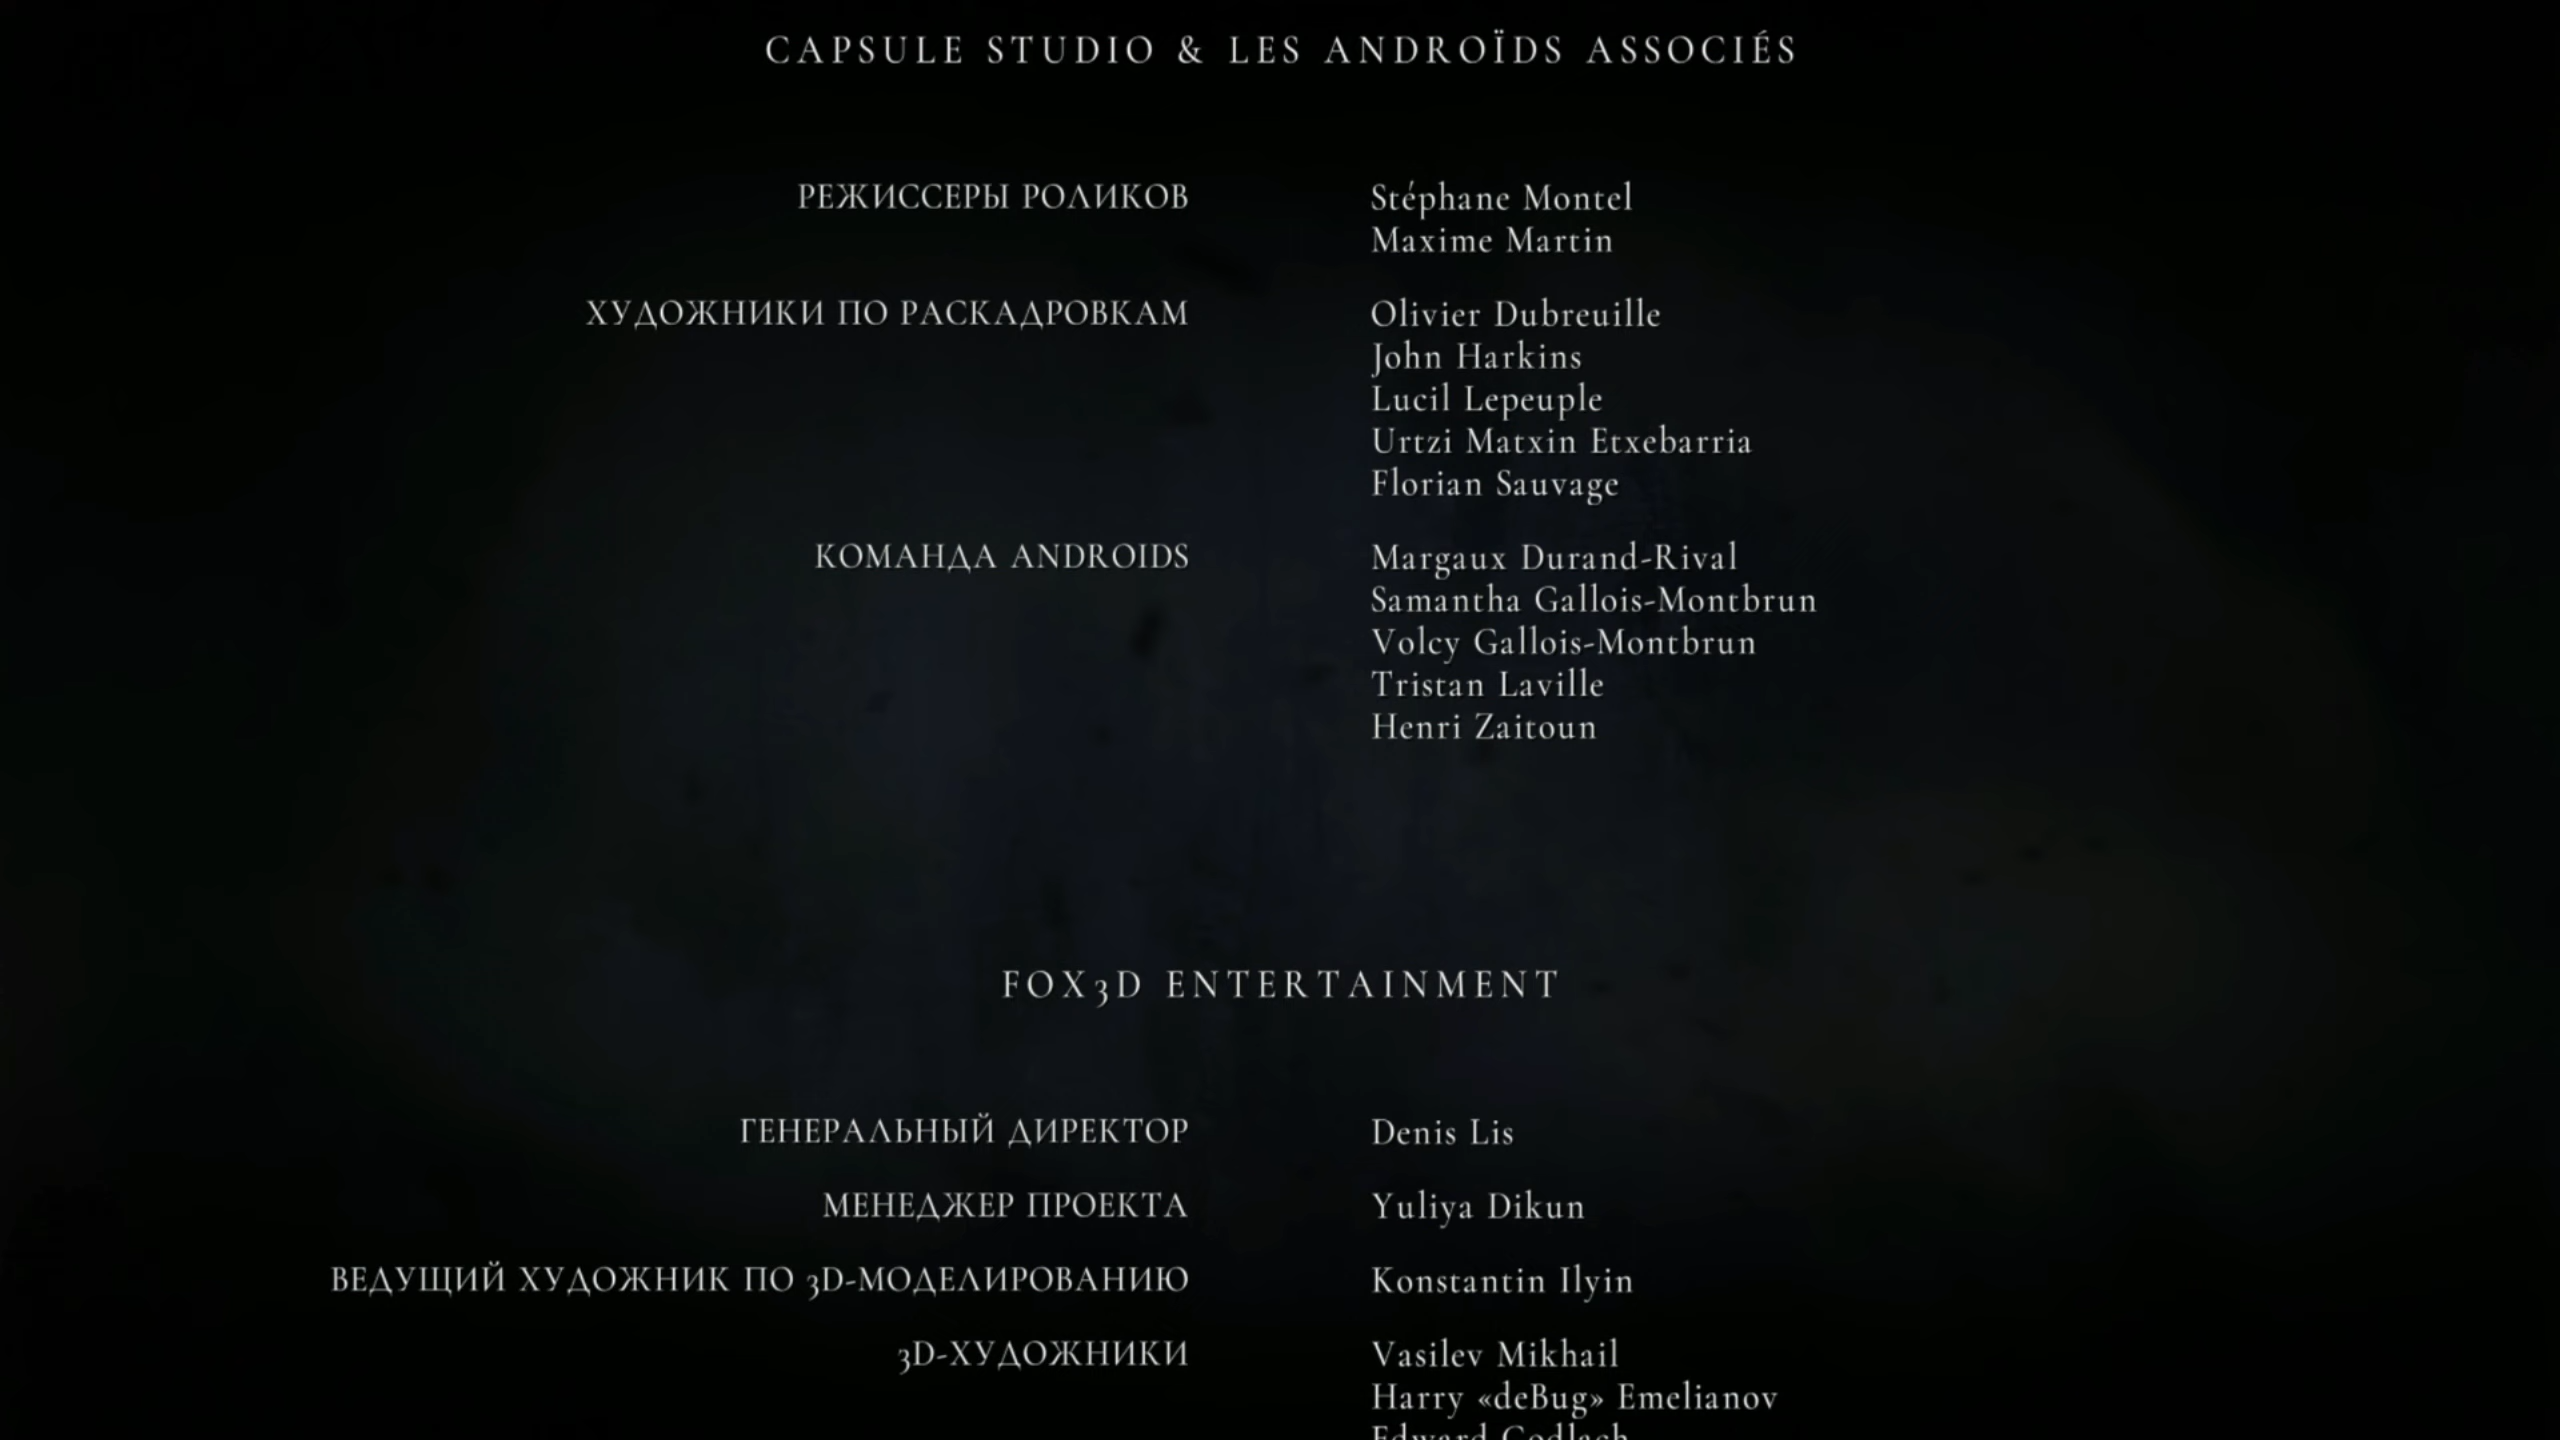 CAPSULE STUDIO & LES ANDROÏDS ASSOCIÉS
РЕЖИССЕРЫ РОЛИКОВ Stéphane Montel
Maxime Martin
ХУДОЖНИКИ ПО РАСКАДРОВКАМ Olivier Dubreuille
John Harkins
Lucil Lepeuple
Urtzi Matxin Etxebarria
Florian Sauvage
КОМАНДА ANDROIDS Margaux Durand-Rival
Samantha Gallois-Montbrun
Volcy Gallois-Montbrun
Tristan Laville
Henri Zaitoun
FOX3D ENTERTAINMENT
ГЕНЕРАЛЬНЫЙ ДИРЕКТОР Denis Lis
МЕНЕДЖЕР ПРОЕКТА Yuliya Dikun
ВЕДУЩИЙ ХУДОЖНИК ПО 3D-МОДЕЛИРОВАНИЮ Konstantin Ilyin
3D-ХУДОЖНИКИ Vasilev Mikhail
Harry «deBug» Emelianov
Edward